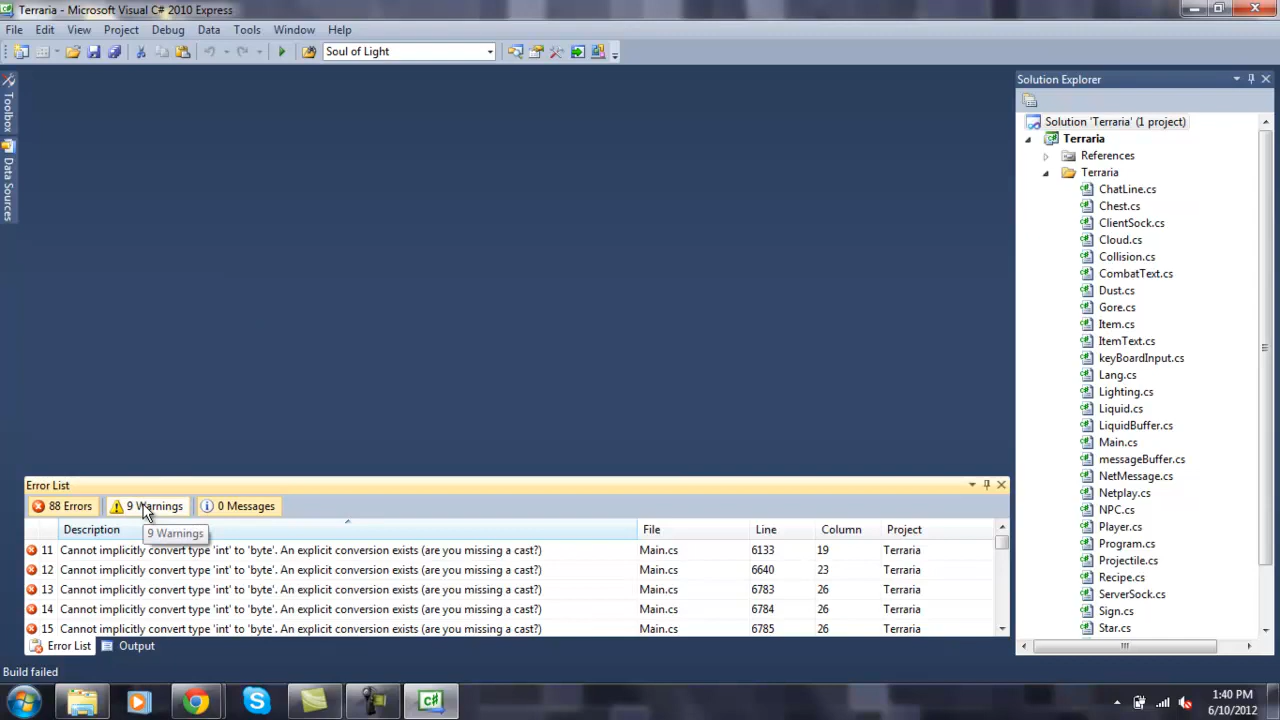 Terraria - Microsoft Visual C# 2010 Express
File Edit View Project Debug Data Tools Window Help
Soul of Light
Toolbox
Data Sources
Solution Explorer
Solution 'Terraria' (1 project)
Terraria
References
Terraria
ChatLine.cs
Chest.cs
ClientSock.cs
Cloud.cs
Collision.cs
CombatText.cs
Dust.cs
Gore.cs
Item.cs
ItemText.cs
keyBoardInput.cs
Lang.cs
Lighting.cs
Liquid.cs
LiquidBuffer.cs
Main.cs
messageBuffer.cs
NetMessage.cs
Netplay.cs
NPC.cs
Player.cs
Program.cs
Projectile.cs
Recipe.cs
ServerSock.cs
Sign.cs
Star.cs
Error List
88 Errors 9 Warnings 0 Messages
Description File Line Column Project
9 Warnings
11 Cannot implicitly convert type 'int' to 'byte'. An explicit conversion exists (are you missing a cast?) Main.cs 6133 19 Terraria
12 Cannot implicitly convert type 'int' to 'byte'. An explicit conversion exists (are you missing a cast?) Main.cs 6640 23 Terraria
13 Cannot implicitly convert type 'int' to 'byte'. An explicit conversion exists (are you missing a cast?) Main.cs 6783 26 Terraria
14 Cannot implicitly convert type 'int' to 'byte'. An explicit conversion exists (are you missing a cast?) Main.cs 6784 26 Terraria
15 Cannot implicitly convert type 'int' to 'byte'. An explicit conversion exists (are you missing a cast?) Main.cs 6785 26 Terraria
Error List Output
Build failed
1:40 PM
6/10/2012